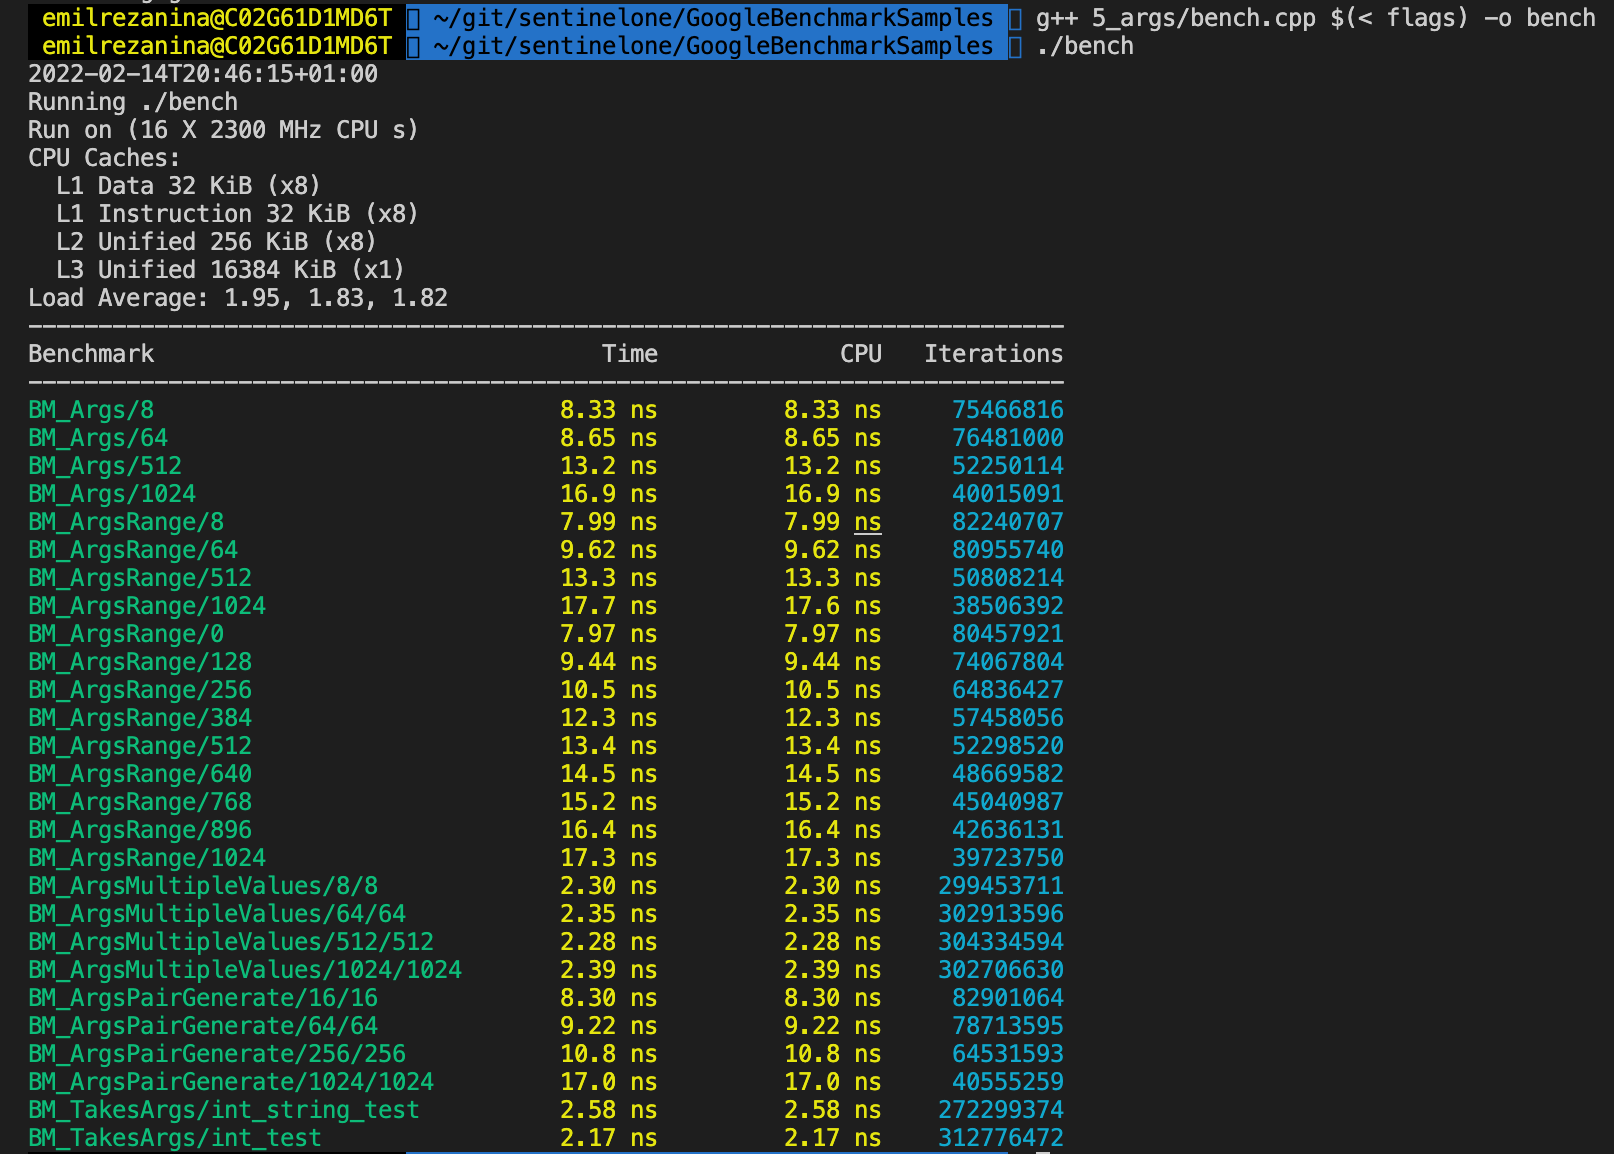 emilrezanina@C02G61D1MD6T ~/git/sentinelone/GoogleBenchmarkSamples g++ 5_args/bench.cpp $(< flags) -o bench
emilrezanina@C02G61D1MD6T ~/git/sentinelone/GoogleBenchmarkSamples ./bench
2022-02-14T20:46:15+01:00
Running ./bench
Run on (16 X 2300 MHz CPU s)
CPU Caches:
L1 Data 32 KiB (x8)
L1 Instruction 32 KiB (x8)
L2 Unified 256 KiB (x8)
L3 Unified 16384 KiB (x1)
Load Average: 1.95, 1.83, 1.82
--------------------------------------------------------------------------
Benchmark Time CPU Iterations
--------------------------------------------------------------------------
BM_Args/8 8.33 ns 8.33 ns 75466816
BM_Args/64 8.65 ns 8.65 ns 76481000
BM_Args/512 13.2 ns 13.2 ns 52250114
BM_Args/1024 16.9 ns 16.9 ns 40015091
BM_ArgsRange/8 7.99 ns 7.99 ns 82240707
BM_ArgsRange/64 9.62 ns 9.62 ns 80955740
BM_ArgsRange/512 13.3 ns 13.3 ns 50808214
BM_ArgsRange/1024 17.7 ns 17.6 ns 38506392
BM_ArgsRange/0 7.97 ns 7.97 ns 80457921
BM_ArgsRange/128 9.44 ns 9.44 ns 74067804
BM_ArgsRange/256 10.5 ns 10.5 ns 64836427
BM_ArgsRange/384 12.3 ns 12.3 ns 57458056
BM_ArgsRange/512 13.4 ns 13.4 ns 52298520
BM_ArgsRange/640 14.5 ns 14.5 ns 48669582
BM_ArgsRange/768 15.2 ns 15.2 ns 45040987
BM_ArgsRange/896 16.4 ns 16.4 ns 42636131
BM_ArgsRange/1024 17.3 ns 17.3 ns 39723750
BM_ArgsMultipleValues/8/8 2.30 ns 2.30 ns 299453711
BM_ArgsMultipleValues/64/64 2.35 ns 2.35 ns 302913596
BM_ArgsMultipleValues/512/512 2.28 ns 2.28 ns 304334594
BM_ArgsMultipleValues/1024/1024 2.39 ns 2.39 ns 302706630
BM_ArgsPairGenerate/16/16 8.30 ns 8.30 ns 82901064
BM_ArgsPairGenerate/64/64 9.22 ns 9.22 ns 78713595
BM_ArgsPairGenerate/256/256 10.8 ns 10.8 ns 64531593
BM_ArgsPairGenerate/1024/1024 17.0 ns 17.0 ns 40555259
BM_TakesArgs/int_string_test 2.58 ns 2.58 ns 272299374
BM_TakesArgs/int_test 2.17 ns 2.17 ns 312776472